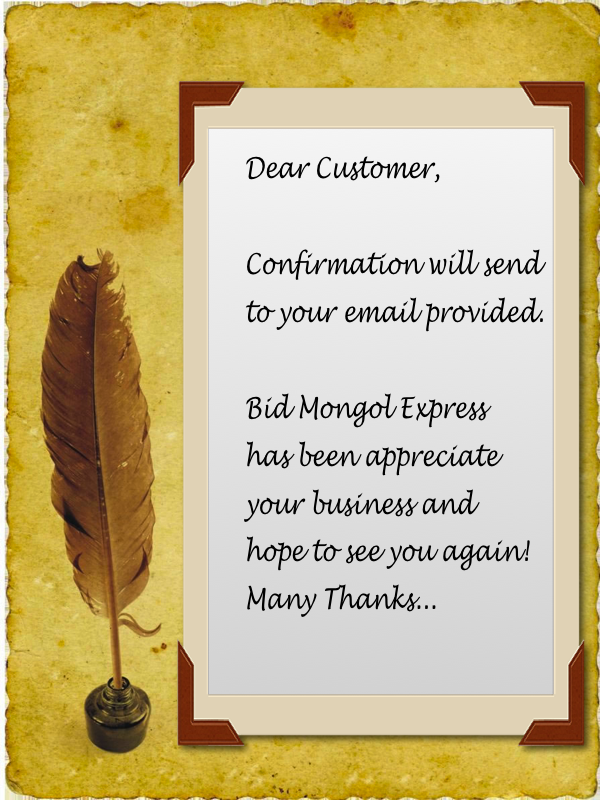 Dear Customer,
Confirmation will send
to your email provided.
Bid Mongol Express
has been appreciate
your business and
hope to see you again!
Many Thanks...